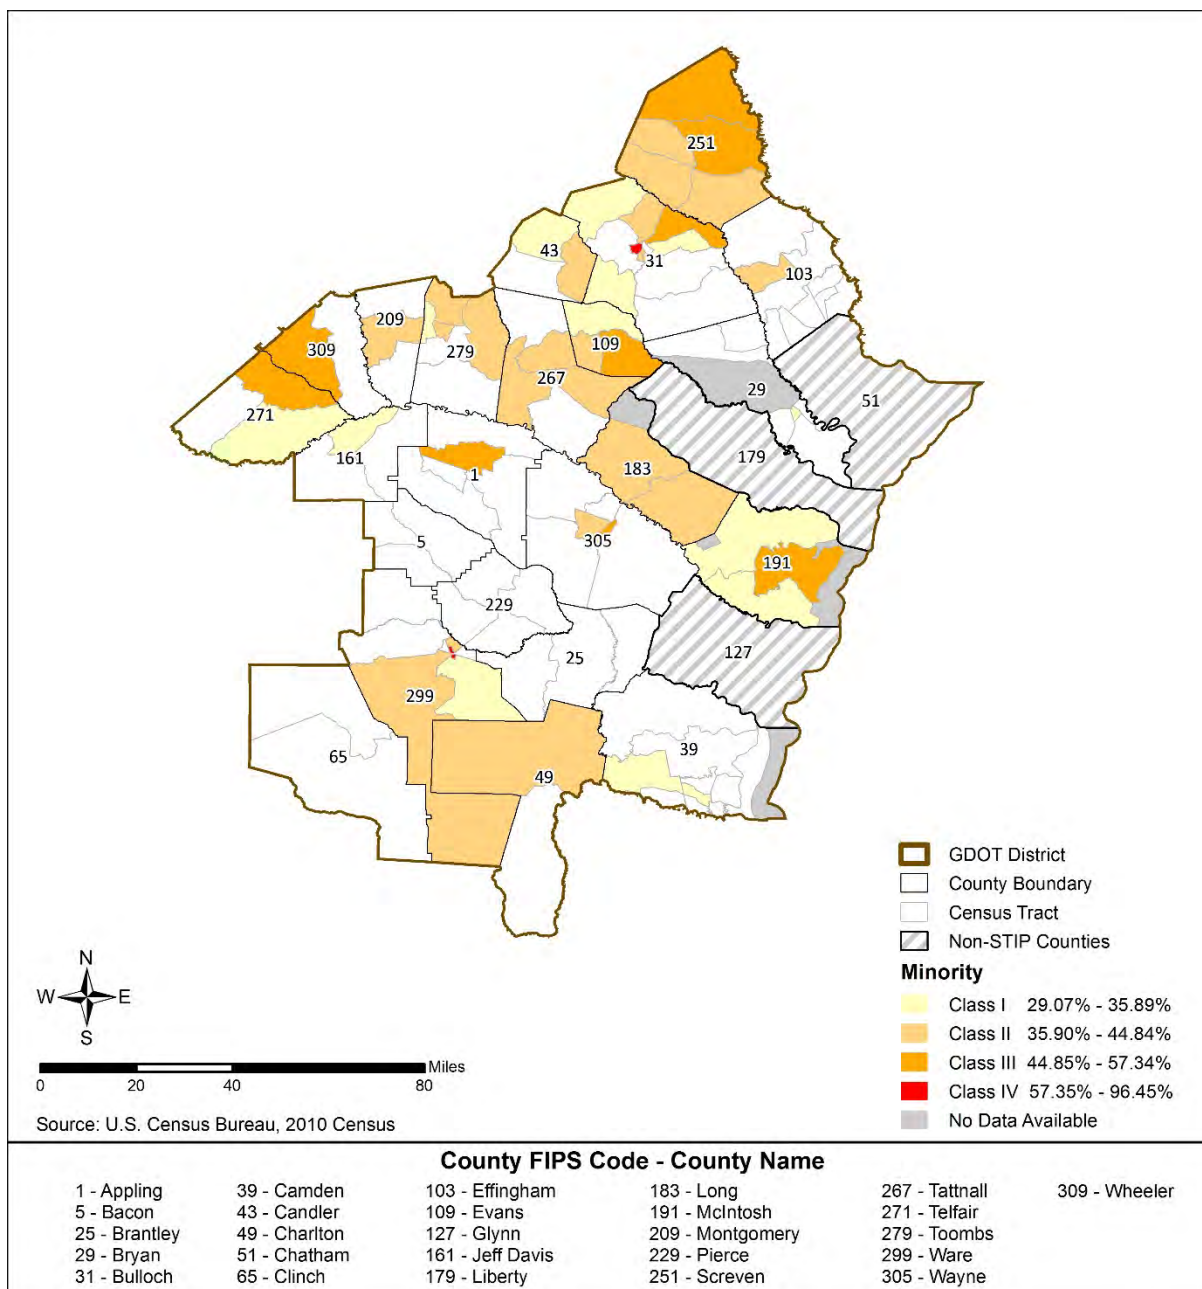 251
43
31
103
209
309
279
109
267
29
51
271
161
1
183
179
5
305
191
229
25
127
299
39
65
49
GDOT District
County Boundary
Census Tract
Non-STIP Counties
Minority
Class I 29.07% - 35.89%
Class II 35.90% - 44.84%
Class III 44.85% - 57.34%
Class IV 57.35% - 96.45%
No Data Available
N
W E
S
Miles
0 20 40 80
Source: U.S. Census Bureau, 2010 Census
County FIPS Code - County Name
1 - Appling 39 - Camden 103 - Effingham 183 - Long 267 - Tattnall 309 - Wheeler
5 - Bacon 43 - Candler 109 - Evans 191 - McIntosh 271 - Telfair
25 - Brantley 49 - Charlton 127 - Glynn 209 - Montgomery 279 - Toombs
29 - Bryan 51 - Chatham 161 - Jeff Davis 229 - Pierce 299 - Ware
31 - Bulloch 65 - Clinch 179 - Liberty 251 - Screven 305 - Wayne